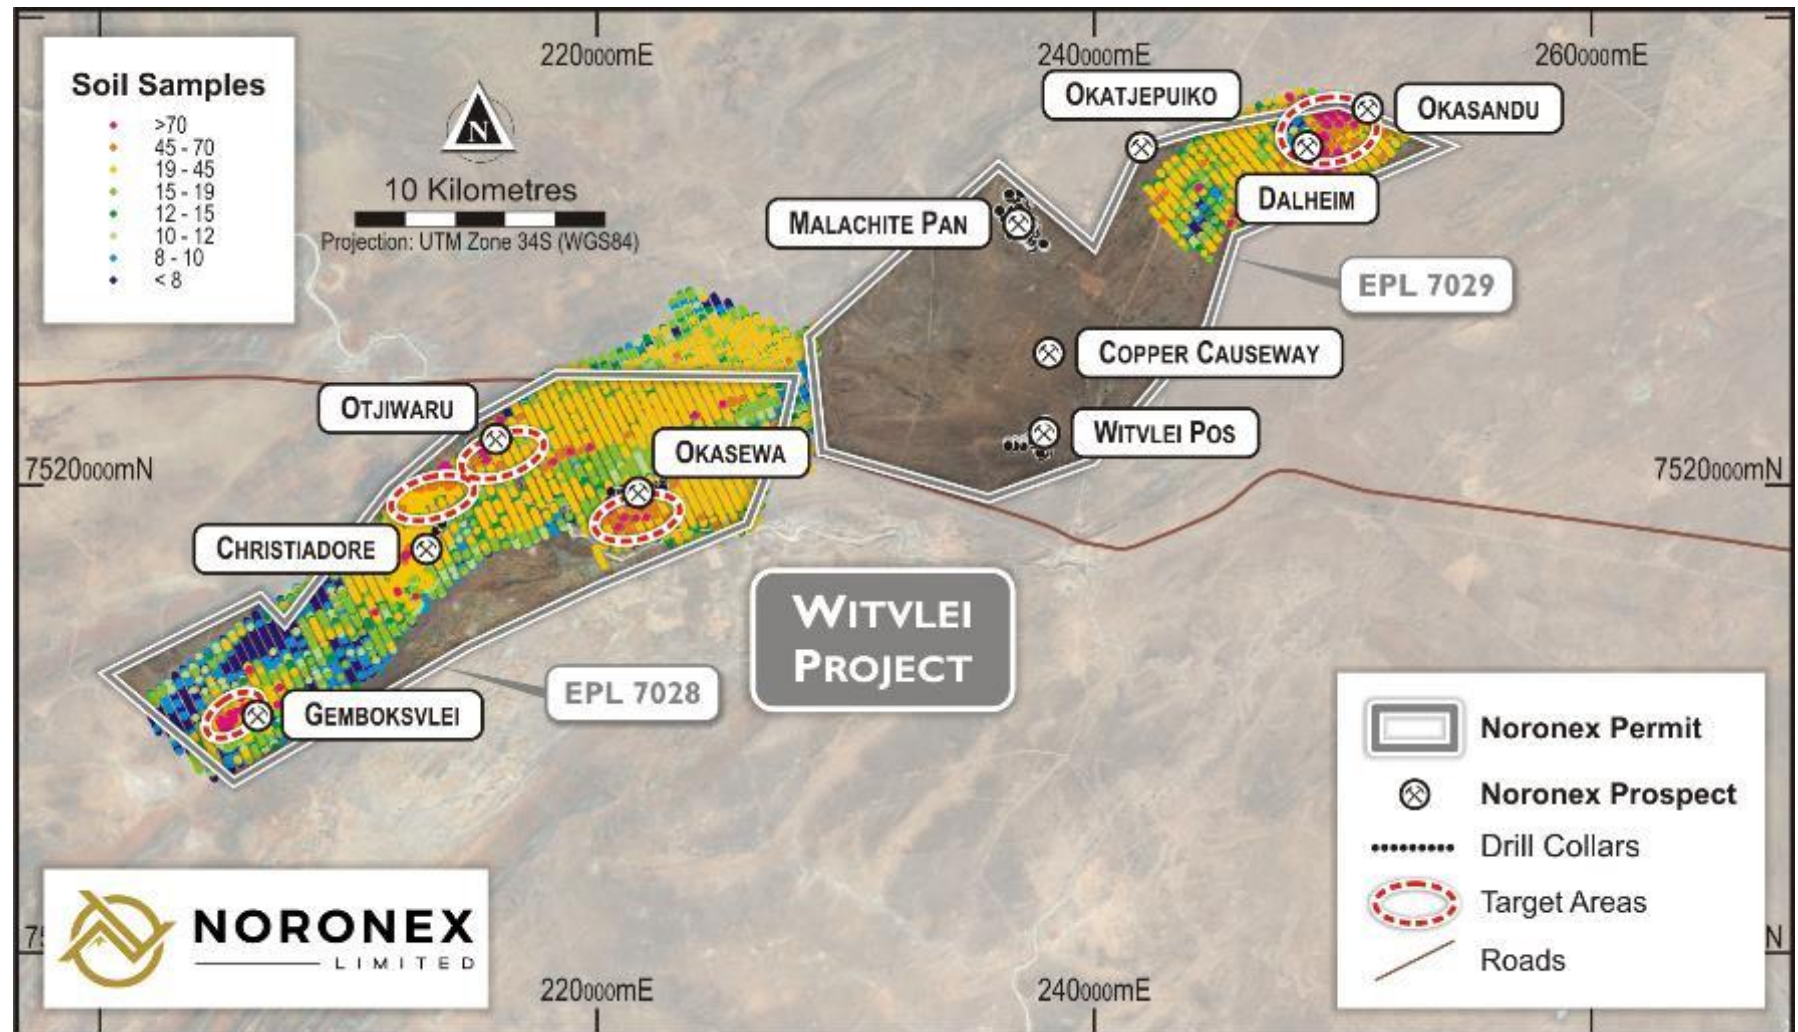 220000mE
240000mE
260000mE
Soil Samples
>70
45 - 70
19 - 45
15 - 19
12 - 15
10 - 12
8 - 10
< 8
N
10 Kilometres
Projection: UTM Zone 34S (WGS84)
OKATJEPUIKO
OKASANDU
DALHEIM
MALACHITE PAN
EPL 7029
COPPER CAUSEWAY
OTJIWARU
WITVLEI POS
OKASEWA
7520000mN
7520000mN
CHRISTIADORE
WITVLEI
PROJECT
EPL 7028
GEMBOKSVLEI
Noronex Permit
Noronex Prospect
Drill Collars
Target Areas
Roads
NORONEX
LIMITED
N
220000mE
240000mE